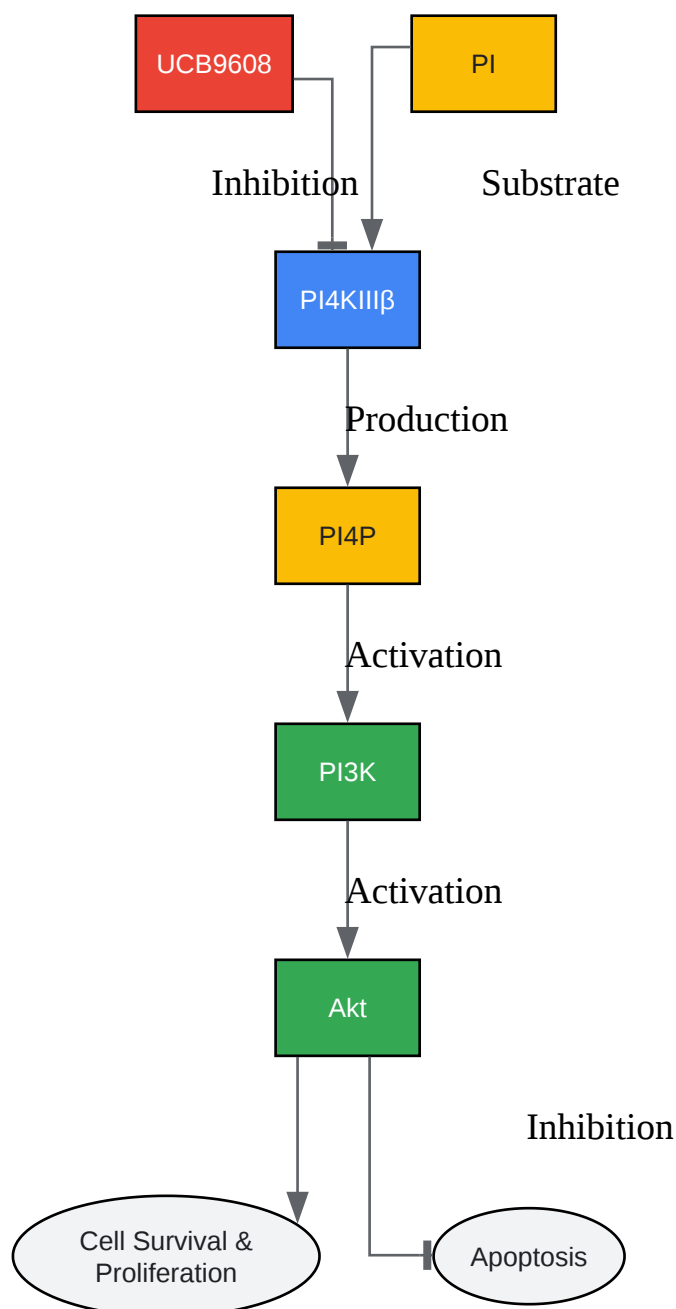 UCB9608
PI
Inhibition
Substrate
PI4KIIIβ
Production
PI4P
Activation
PI3K
Activation
Akt
Inhibition
Cell Survival &
Proliferation
Apoptosis